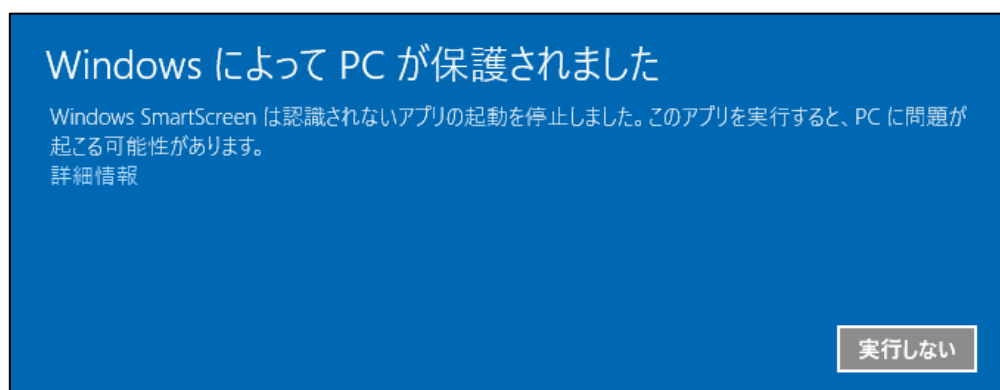 Windows によって PC が保護されました
Windows SmartScreen は認識されないアプリの起動を停止しました。このアプリを実行すると、PC に問題が
起こる可能性があります。
詳細情報
実行しない